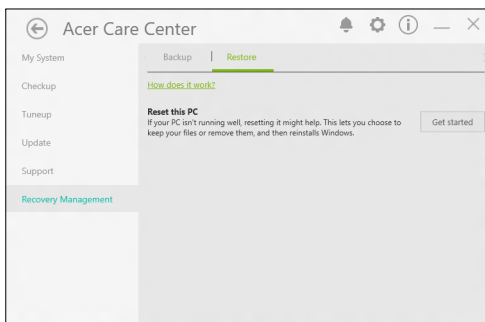 Acer Care Center
My System
Checkup
Tuneup
Update
Support
Recovery Management
Backup Restore
How does it work?
Reset this PC
If your PC isn't running well, resetting it might help. This lets you choose to
keep your files or remove them, and then reinstalls Windows.
Get started